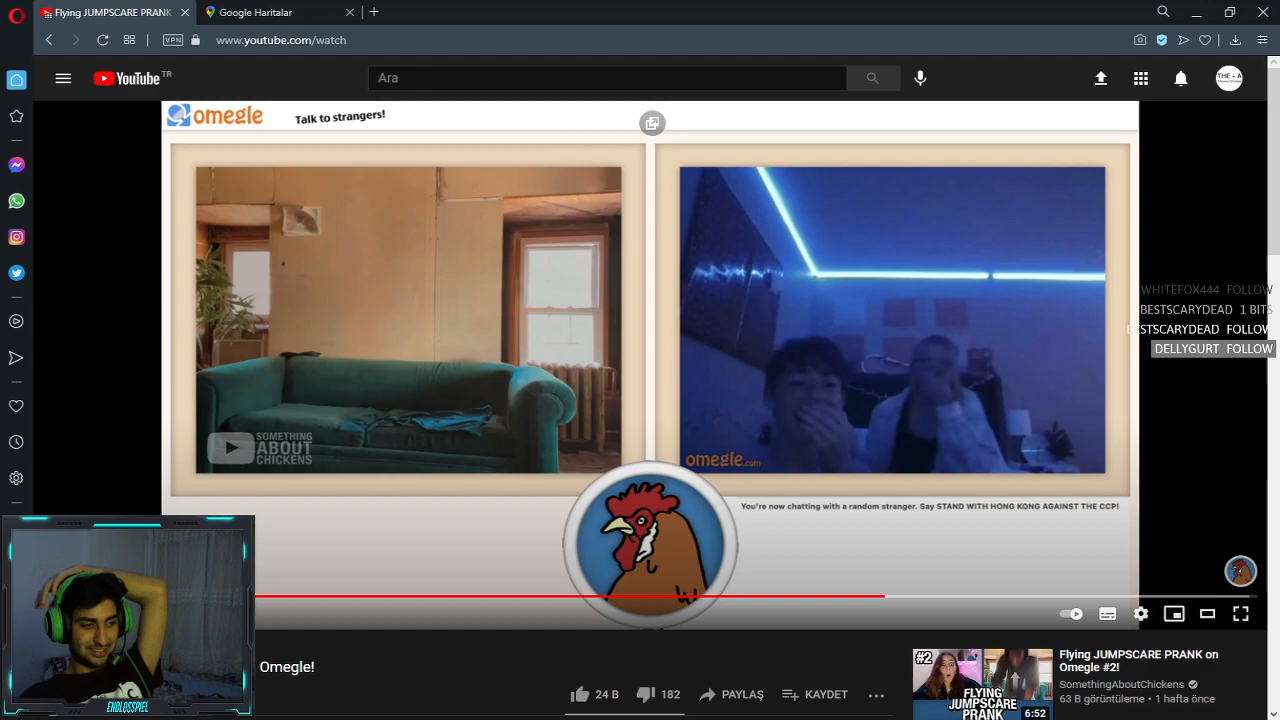 Flying JUMPSCARE PRANK
Google Haritalar
VPN
www.youtube.com/watch
YouTube TR
Ara
THE - A
omegle
Talk to strangers!
WHITEFOX444 FOLLOW
BESTSCARYDEAD 1 BITS
BESTSCARYDEAD FOLLOW
DELLYGURT FOLLOW
SOMETHING
ABOUT
CHICKENS
omegle.com
You're now chatting with a random stranger. Say STAND WITH HONG KONG AGAINST THE CCP!
ENDLOSSPIEL
Omegle!
24 B
182
PAYLAŞ
KAYDET
#2
FLYING
JUMPSCARE
PRANK
6:52
Flying JUMPSCARE PRANK on
Omegle #2!
SomethingAboutChickens
63 B görüntüleme • 1 hafta önce